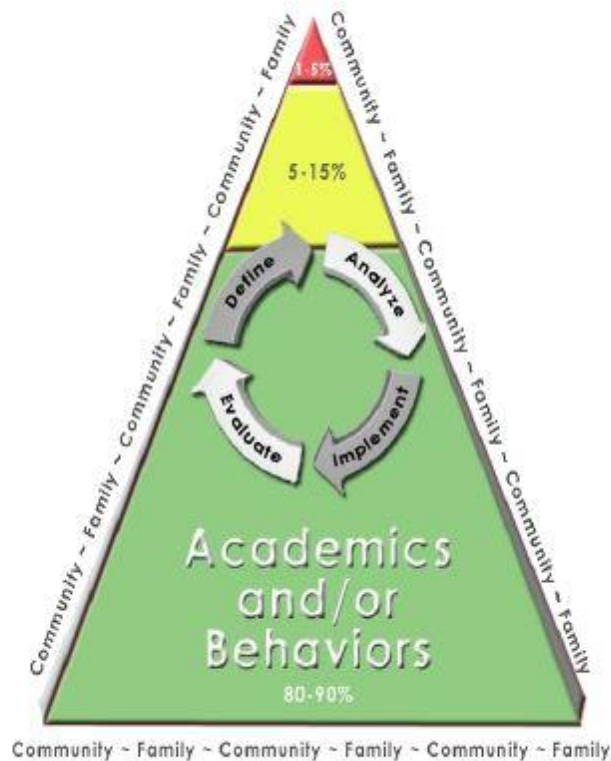 Community ~ Family ~ Community ~ Family ~ Community ~ Family
Community ~ Family ~ Community ~ Family ~ Community ~ Family
1-5%
5-15%
Define
Analyze
Implement
Evaluate
Academics
and/or
Behaviors
80-90%
Community ~ Family ~ Community ~ Family ~ Community ~ Family